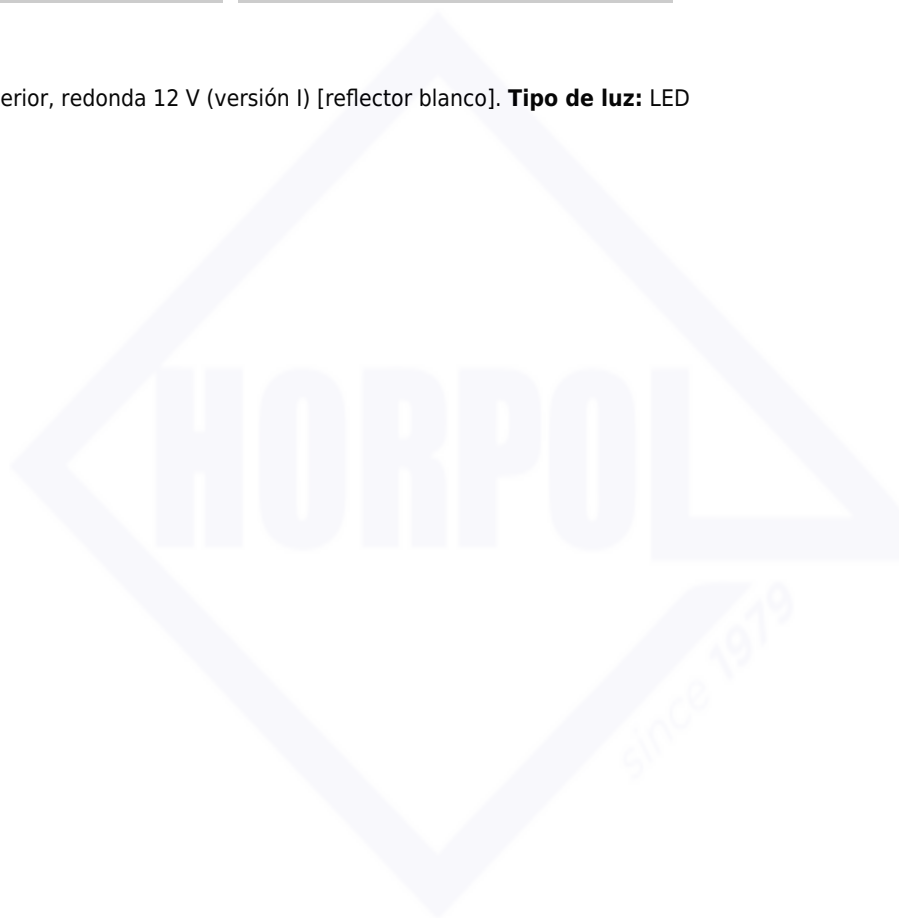 erior, redonda 12 V (versión I) [reflector blanco]. Tipo de luz: LED
HORPOL
since 1979